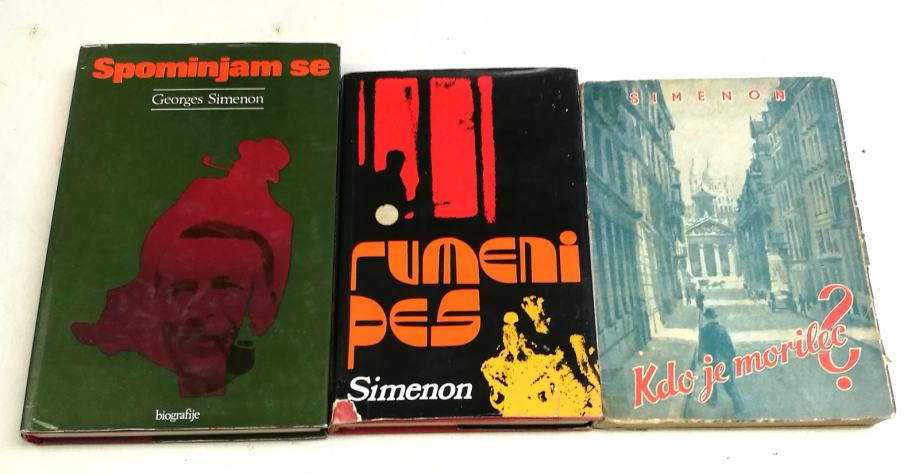 Spominjam se
Georges Simenon
biografije
rumeni
pes
Simenon
SIMENON
Kdo je morilec?